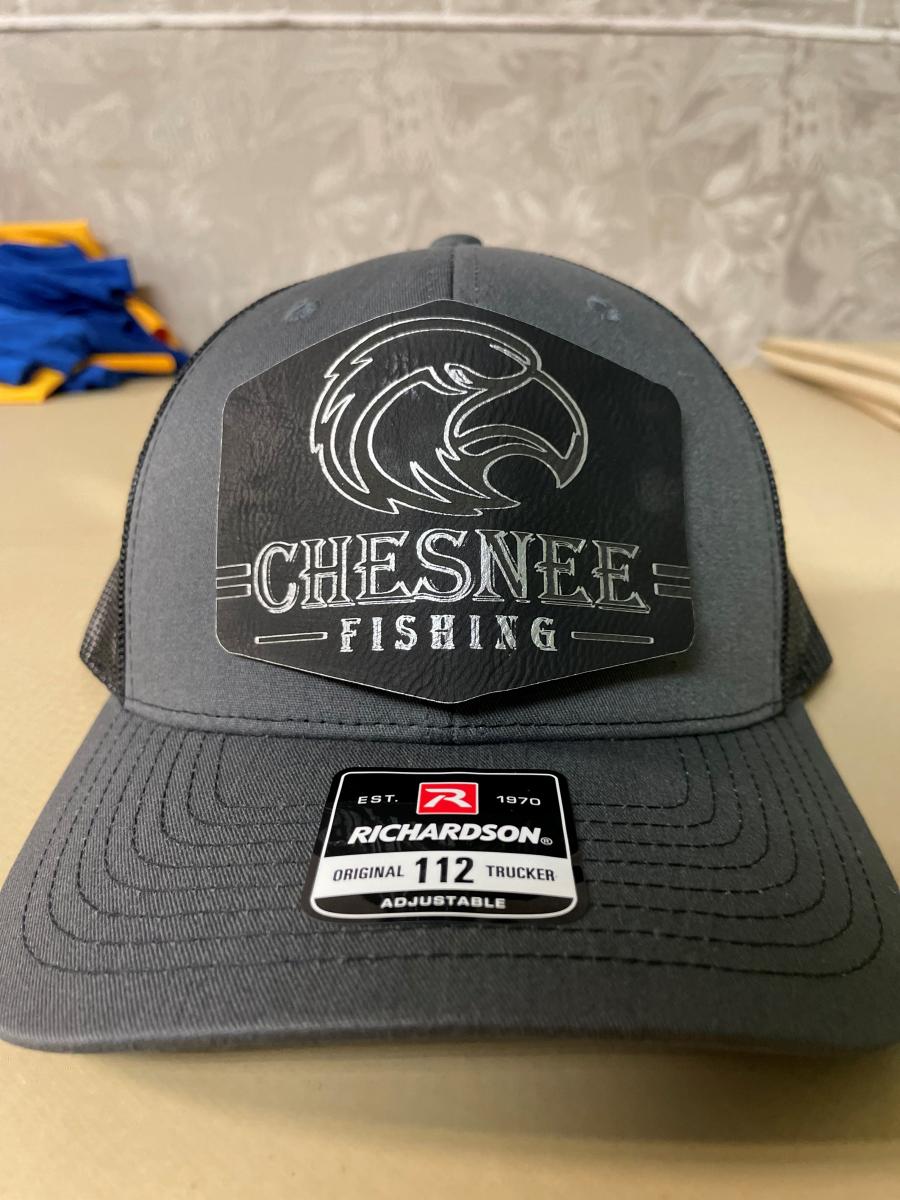 CHESNEE
FISHING
EST. R 1970
RICHARDSON®
ORIGINAL 112 TRUCKER
ADJUSTABLE